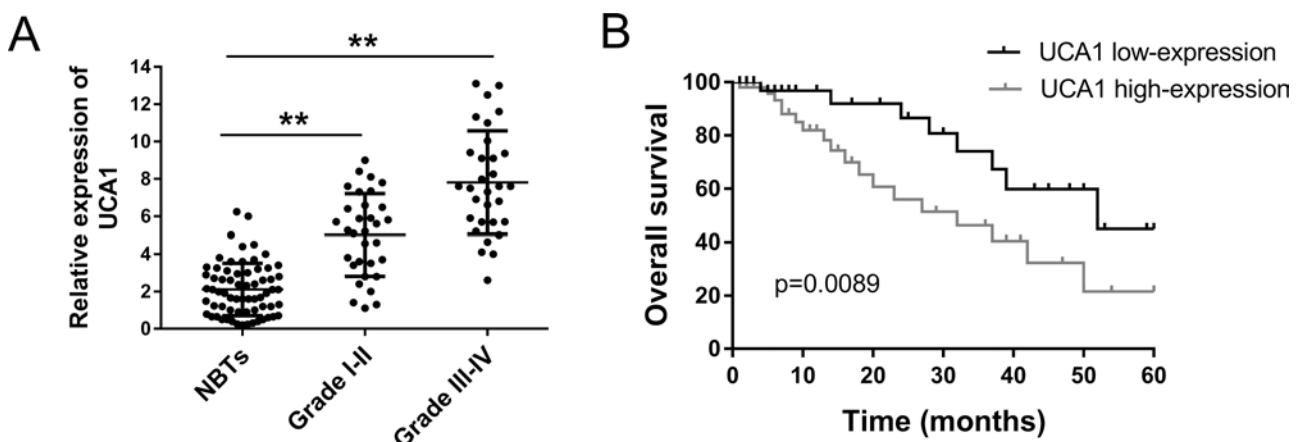 A
Relative expression of
UCA1
14
12
10
8
6
4
2
0
**
**
NBTs
Grade I-II
Grade III-IV
B
UCA1 low-expression
UCA1 high-expression
Overall survival
100
80
60
40
20
0
p=0.0089
0 10 20 30 40 50 60
Time (months)